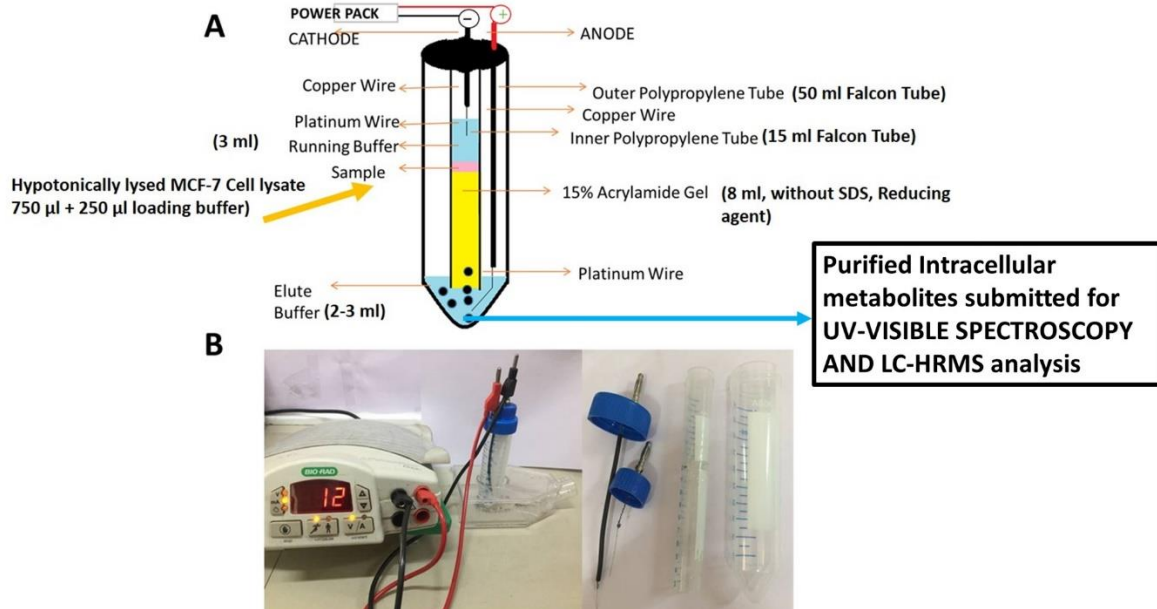 A
POWER PACK
−
+
CATHODE
ANODE
Copper Wire
Outer Polypropylene Tube (50 ml Falcon Tube)
Copper Wire
Platinum Wire
Inner Polypropylene Tube (15 ml Falcon Tube)
(3 ml)
Running Buffer
Sample
Hypotonically lysed MCF-7 Cell lysate
750 µl + 250 µl loading buffer)
15% Acrylamide Gel (8 ml, without SDS, Reducing
agent)
Platinum Wire
Elute
Buffer (2-3 ml)
Purified Intracellular
metabolites submitted for
UV-VISIBLE SPECTROSCOPY
AND LC-HRMS analysis
B
BIO-RAD
12
V
mA
V A